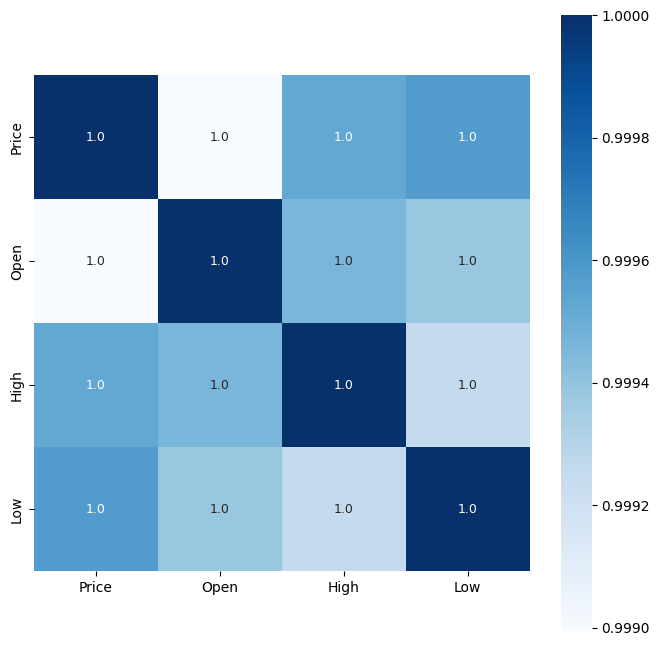 1.0000
Price 1.0 1.0 1.0 1.0
0.9998
Open 1.0 1.0 1.0 1.0
0.9996
High 1.0 1.0 1.0 1.0
0.9994
Low 1.0 1.0 1.0 1.0
0.9992
Price Open High Low
0.9990